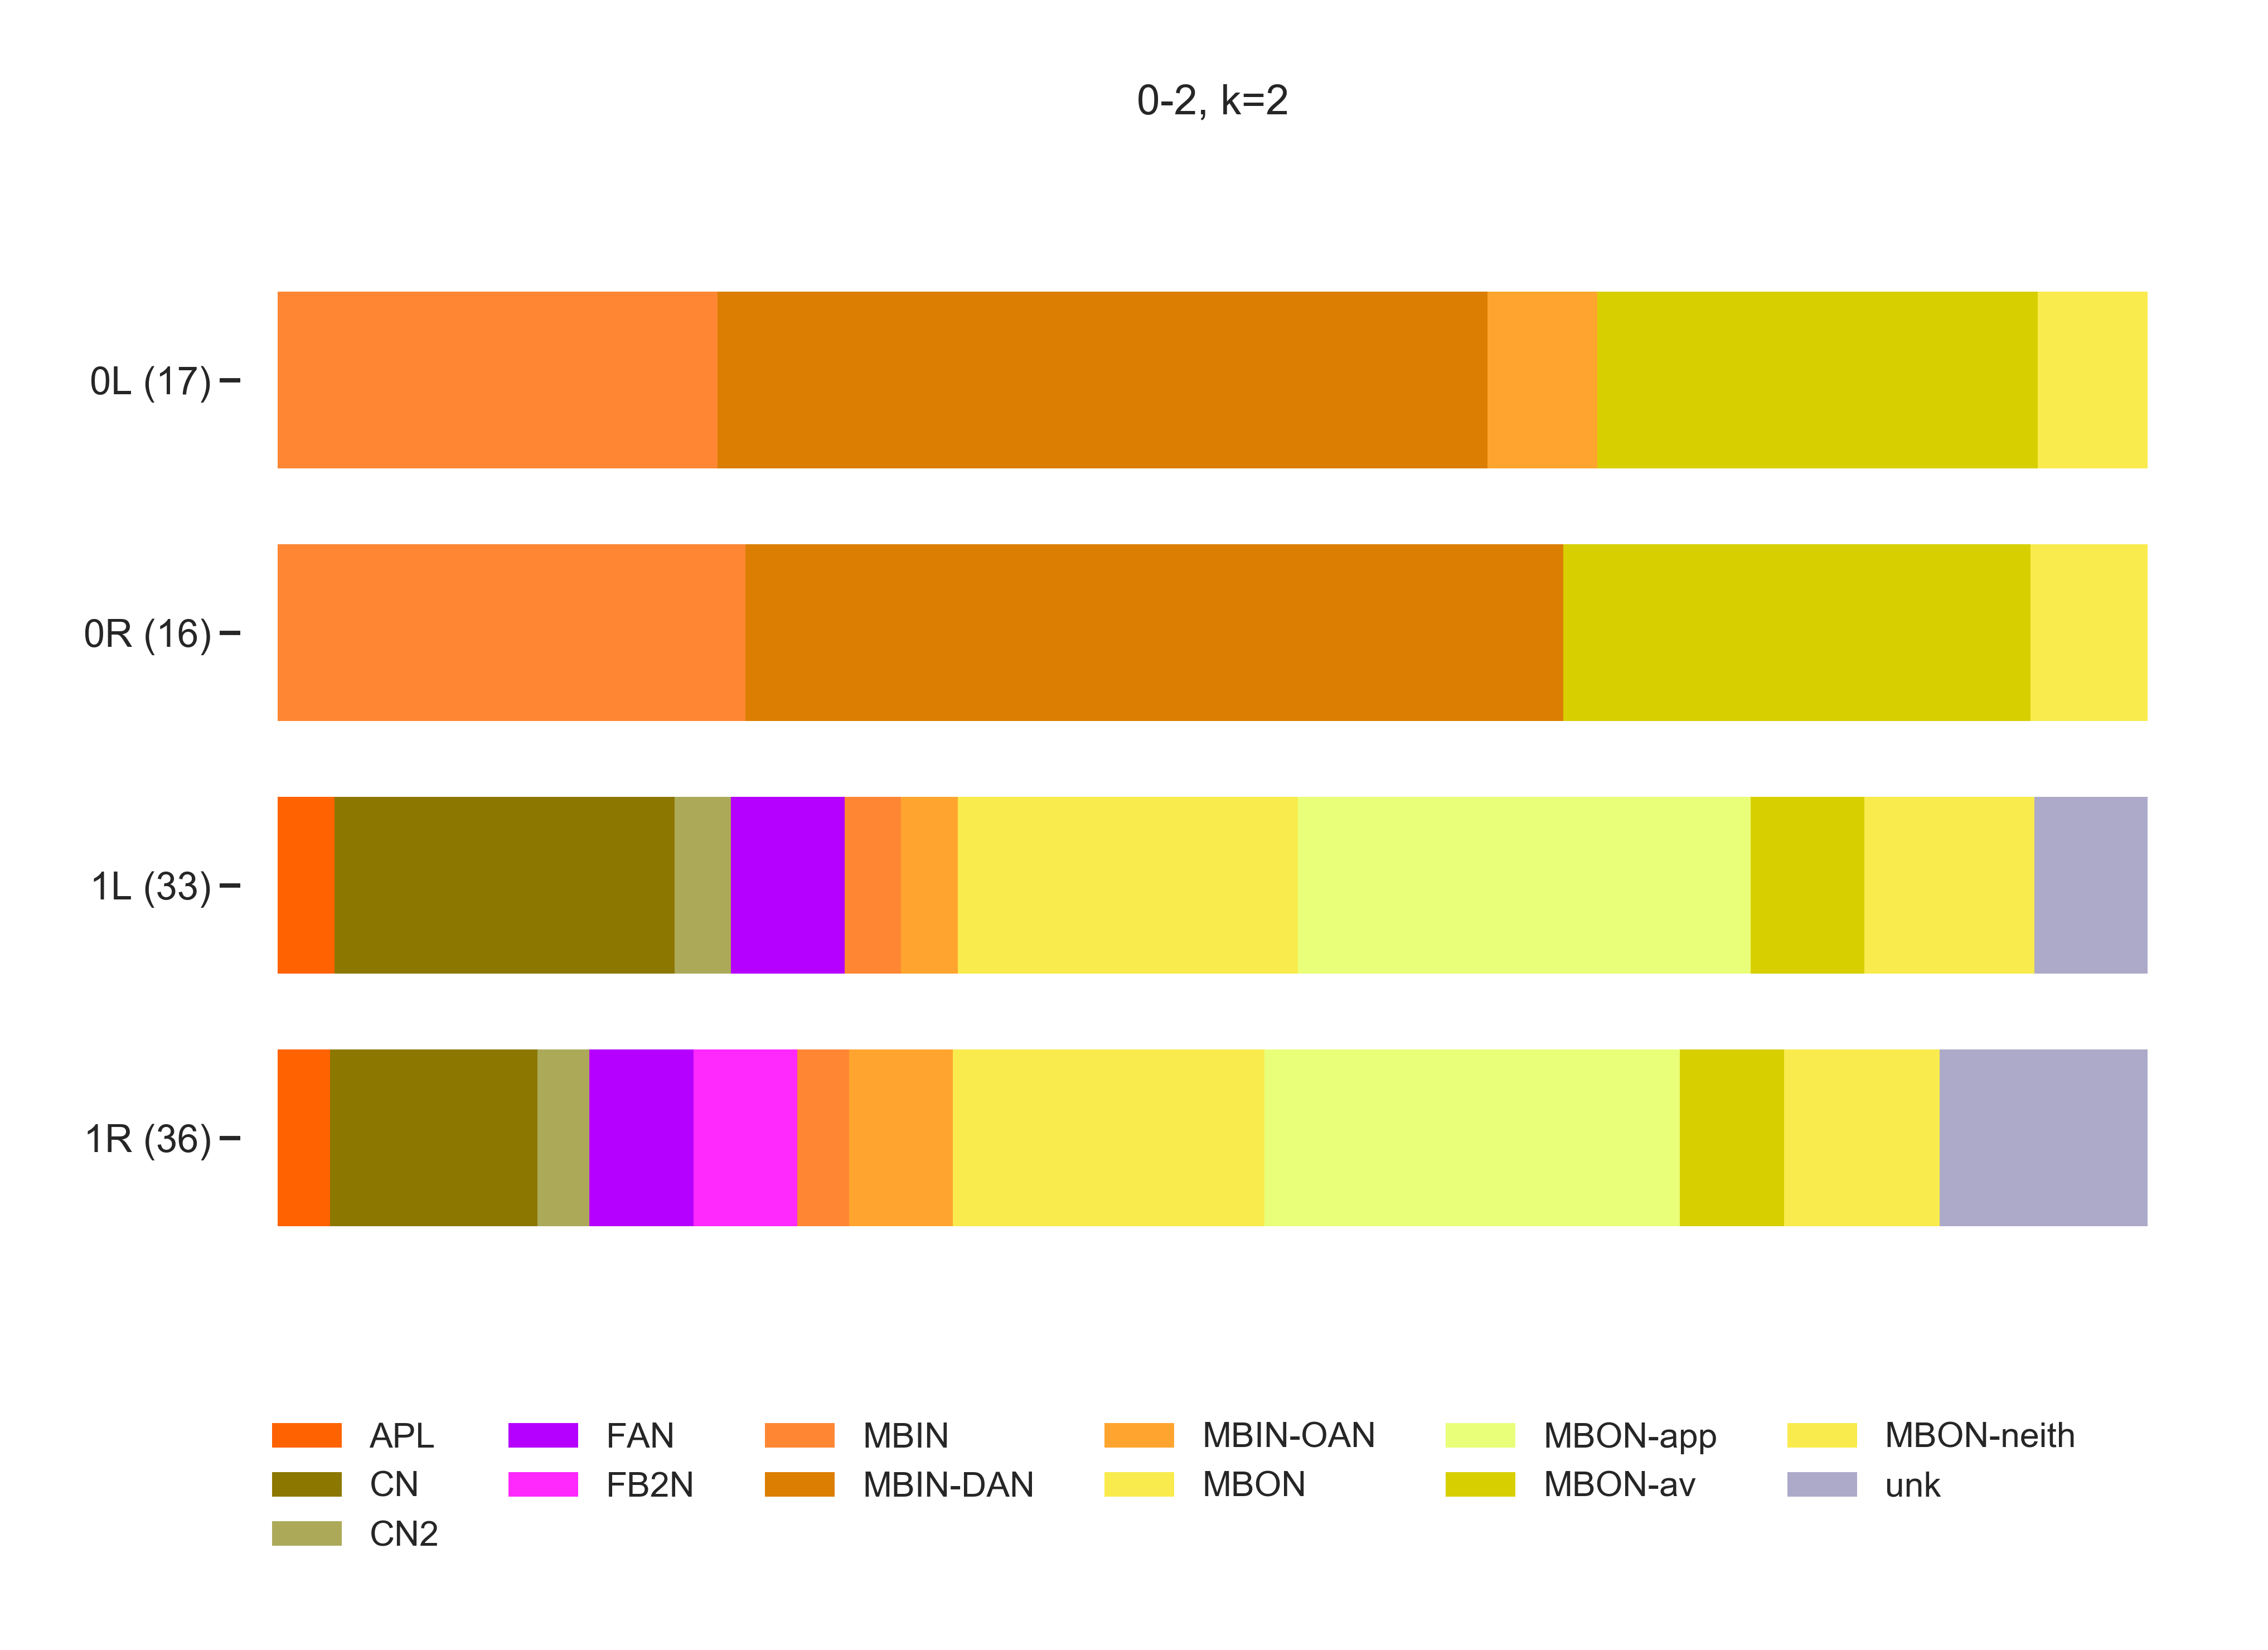 0-2, k=2
0L (17)
0R (16)
1L (33)
1R (36)
APL FAN MBIN MBIN-OAN MBON-app MBON-neith
CN FB2N MBIN-DAN MBON MBON-av unk
CN2